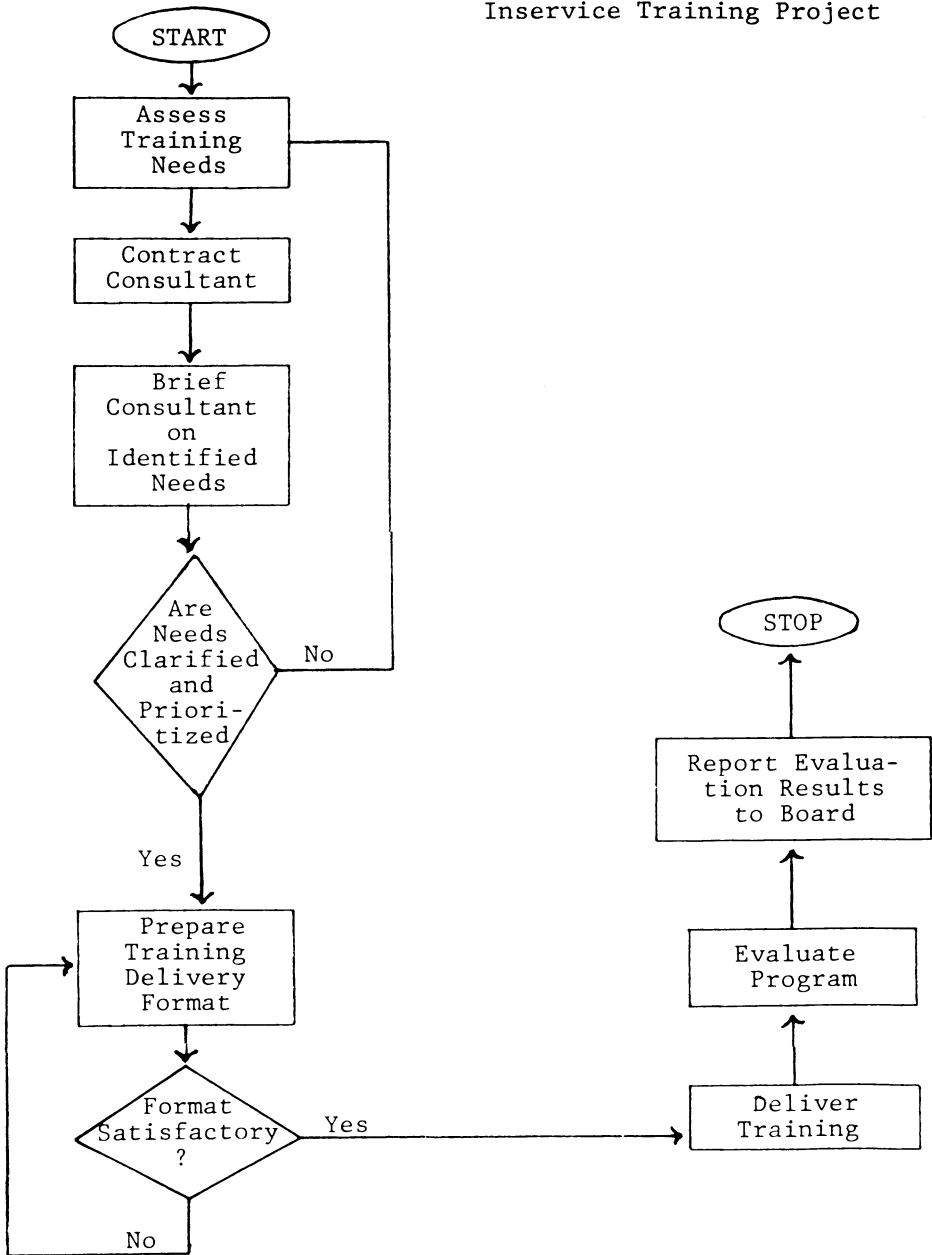 Inservice Training Project
START
Assess
Training
Needs
Contract
Consultant
Brief
Consultant
on
Identified
Needs
Are
Needs
Clarified
and
Priori-
tized
No
Yes
Prepare
Training
Delivery
Format
Format
Satisfactory
?
No
Yes
Deliver
Training
Evaluate
Program
Report Evalua-
tion Results
to Board
STOP